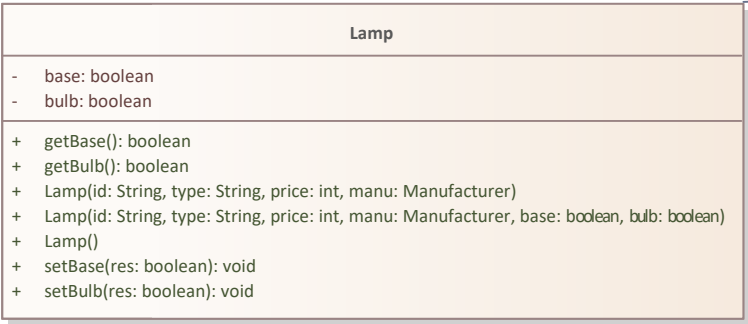 Lamp
- base: boolean
- bulb: boolean
+ getBase(): boolean
+ getBulb(): boolean
+ Lamp(id: String, type: String, price: int, manu: Manufacturer)
+ Lamp(id: String, type: String, price: int, manu: Manufacturer, base: boolean, bulb: boolean)
+ Lamp()
+ setBase(res: boolean): void
+ setBulb(res: boolean): void